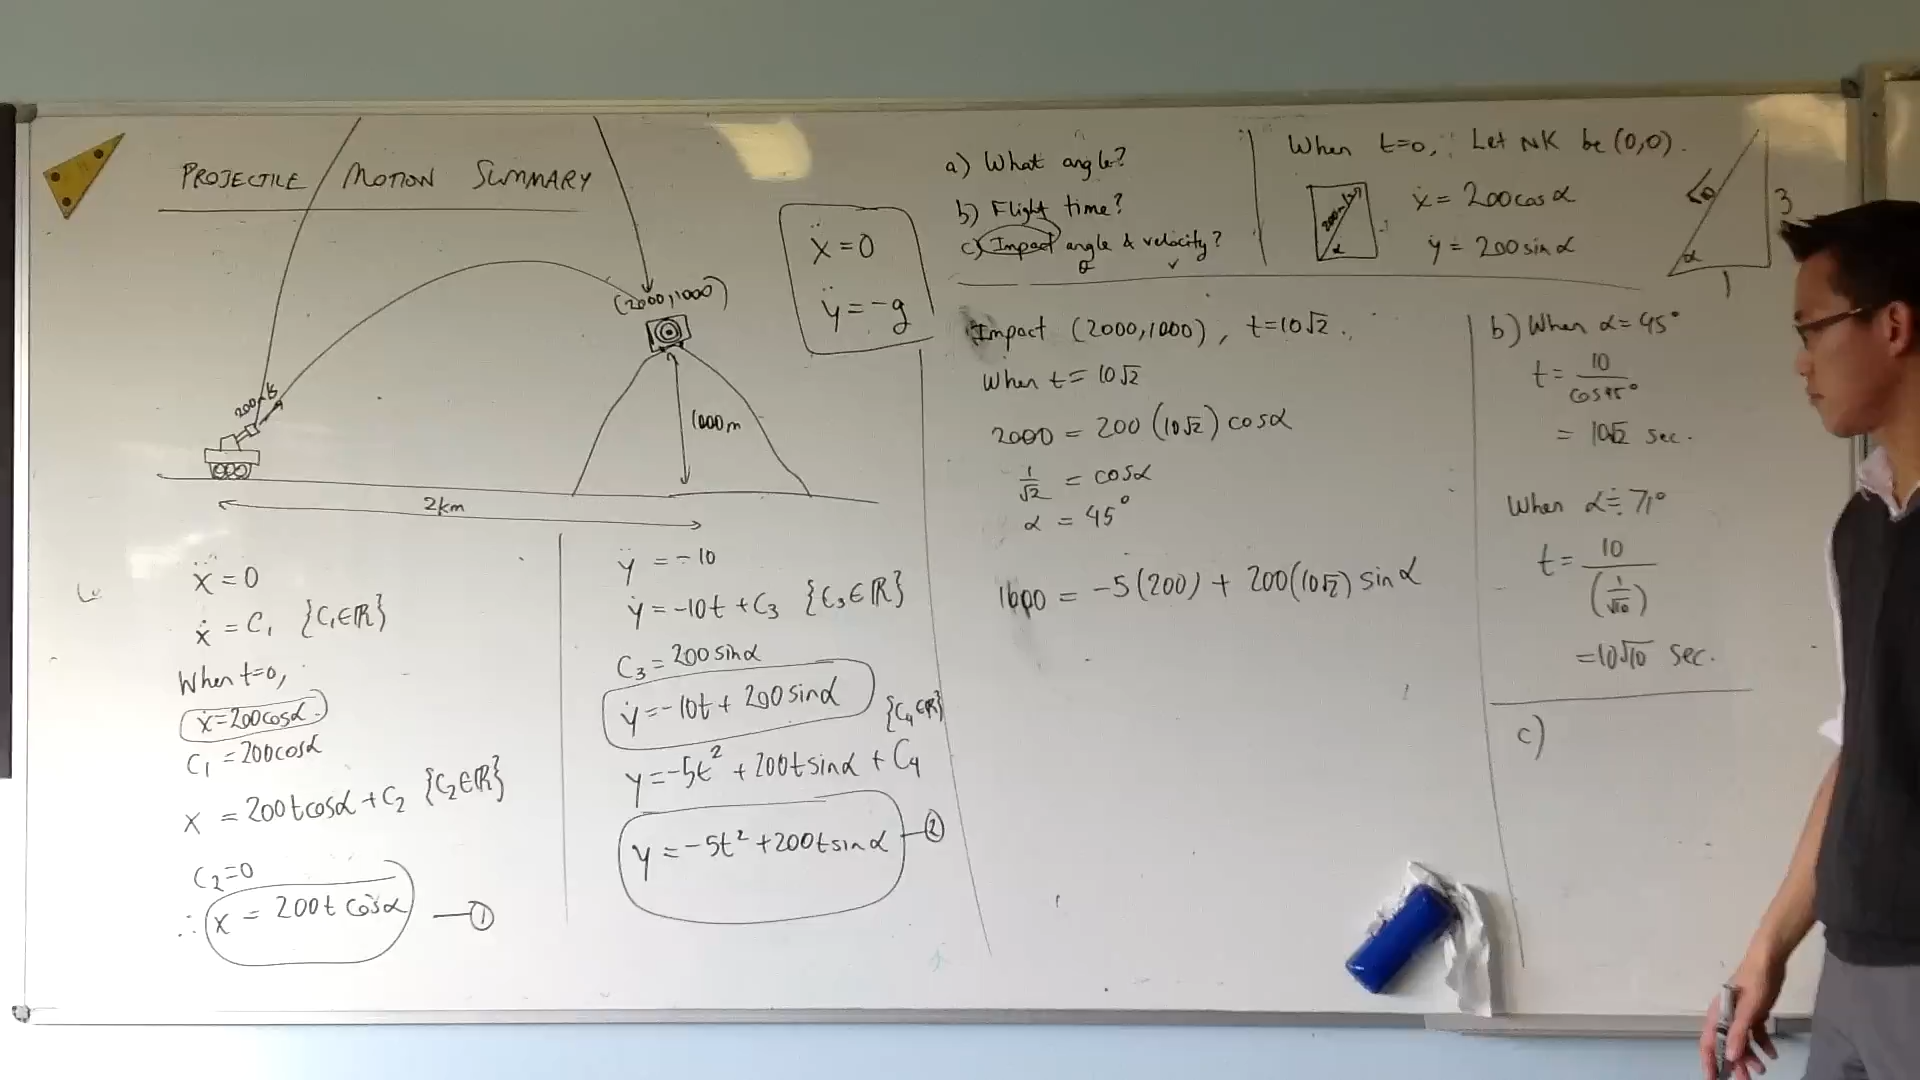 PROJECTILE MOTION SUMMARY
200m/s
(2000,1000)
1000m
2km
ẍ = 0
ÿ = -g
ẍ = 0
ẋ = C₁ {C₁∈ℝ}
When t=0,
ẋ=200cosα
C₁ = 200cosα
x = 200tcosα + C₂ {C₂∈ℝ}
C₂=0
∴ x = 200t cosα —①
ÿ = -10
ẏ = -10t + C₃ {C₃∈ℝ}
C₃ = 200 sinα
ẏ = -10t + 200sinα
{C₄∈ℝ}
y = -5t² + 200tsinα + C₄
y = -5t² + 200tsinα —②
a) What angle?
b) Flight time?
c) Impact angle & velocity?
θ v
When t=0, Let NK be (0,0).
200m/s
α
ẋ = 200cosα
ẏ = 200sinα
√10
3
α
1
Impact (2000,1000), t=10√2.
When t = 10√2
2000 = 200 (10√2) cosα
1/√2 = cosα
α = 45°
1000 = -5(200) + 200(10√2) sinα
b) When α = 45°
t = 10/cos45°
= 10√2 sec.
When α ≑ 71°
t = 10/(1/√10)
= 10√10 sec.
c)